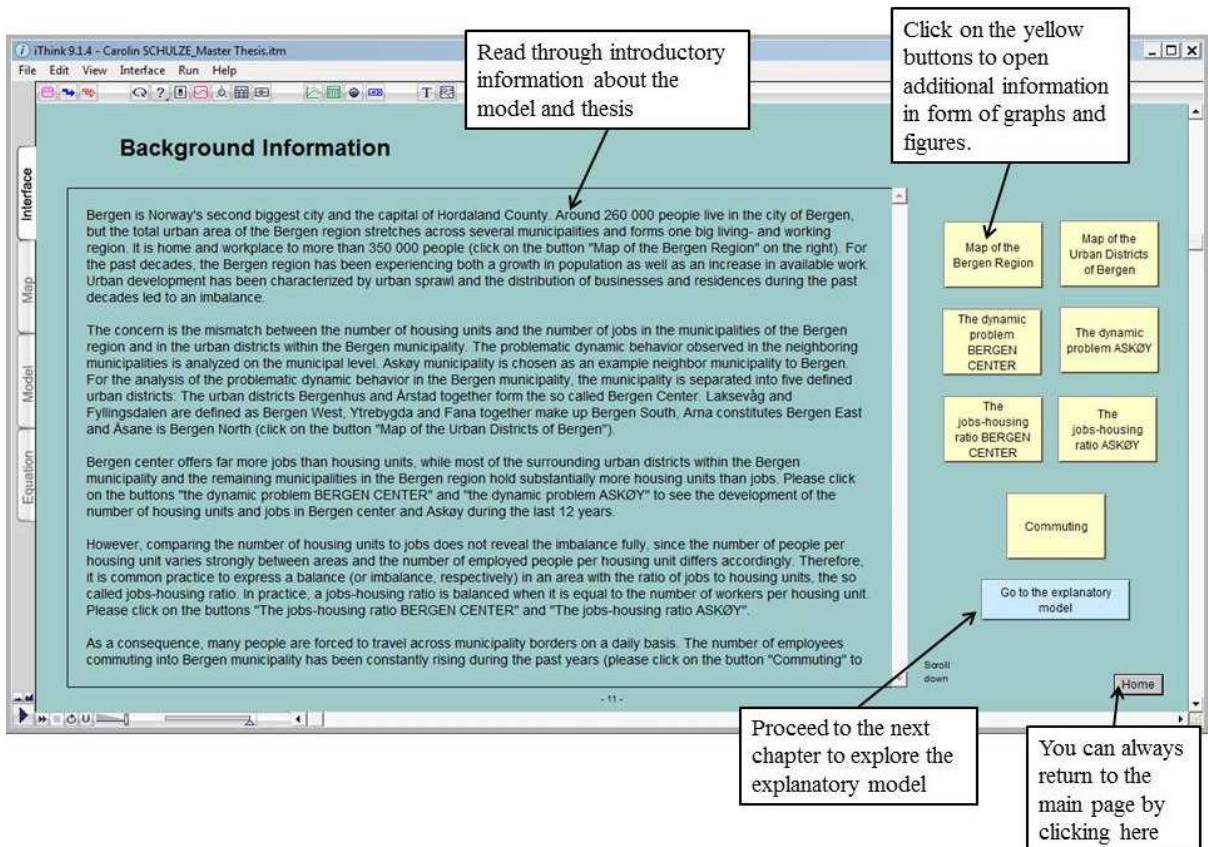 Read through introductory
information about the
model and thesis
Click on the yellow
buttons to open
additional information
in form of graphs and
figures.
iThink 9.1.4 - Carolin SCHULZE_Master Thesis.itm
File Edit View Interface Run Help
Interface
Map
Model
Equation
Background Information
Bergen is Norway's second biggest city and the capital of Hordaland County. Around 260 000 people live in the city of Bergen,
but the total urban area of the Bergen region stretches across several municipalities and forms one big living- and working
region. It is home and workplace to more than 350 000 people (click on the button "Map of the Bergen Region" on the right). For
the past decades, the Bergen region has been experiencing both a growth in population as well as an increase in available work.
Urban development has been characterized by urban sprawl and the distribution of businesses and residences during the past
decades led to an imbalance.
The concern is the mismatch between the number of housing units and the number of jobs in the municipalities of the Bergen
region and in the urban districts within the Bergen municipality. The problematic dynamic behavior observed in the neighboring
municipalities is analyzed on the municipal level. Askøy municipality is chosen as an example neighbor municipality to Bergen.
For the analysis of the problematic dynamic behavior in the Bergen municipality, the municipality is separated into five defined
urban districts: The urban districts Bergenhus and Årstad together form the so called Bergen Center. Laksevåg and
Fyllingsdalen are defined as Bergen West, Ytrebygda and Fana together make up Bergen South, Arna constitutes Bergen East
and Åsane is Bergen North (click on the button "Map of the Urban Districts of Bergen").
Bergen center offers far more jobs than housing units, while most of the surrounding urban districts within the Bergen
municipality and the remaining municipalities in the Bergen region hold substantially more housing units than jobs. Please click
on the buttons "the dynamic problem BERGEN CENTER" and "the dynamic problem ASKØY" to see the development of the
number of housing units and jobs in Bergen center and Askøy during the last 12 years.
However, comparing the number of housing units to jobs does not reveal the imbalance fully, since the number of people per
housing unit varies strongly between areas and the number of employed people per housing unit differs accordingly. Therefore,
it is common practice to express a balance (or imbalance, respectively) in an area with the ratio of jobs to housing units, the so
called jobs-housing ratio. In practice, a jobs-housing ratio is balanced when it is equal to the number of workers per housing unit.
Please click on the buttons "The jobs-housing ratio BERGEN CENTER" and "The jobs-housing ratio ASKØY".
As a consequence, many people are forced to travel across municipality borders on a daily basis. The number of employees
commuting into Bergen municipality has been constantly rising during the past years (please click on the button "Commuting" to
Map of the
Bergen Region
Map of the
Urban Districts
of Bergen
The dynamic
problem
BERGEN
CENTER
The dynamic
problem ASKØY
The
jobs-housing
ratio BERGEN
CENTER
The
jobs-housing
ratio ASKØY
Commuting
Go to the explanatory
model
Scroll
down
Home
- 11 -
Proceed to the next
chapter to explore the
explanatory model
You can always
return to the
main page by
clicking here